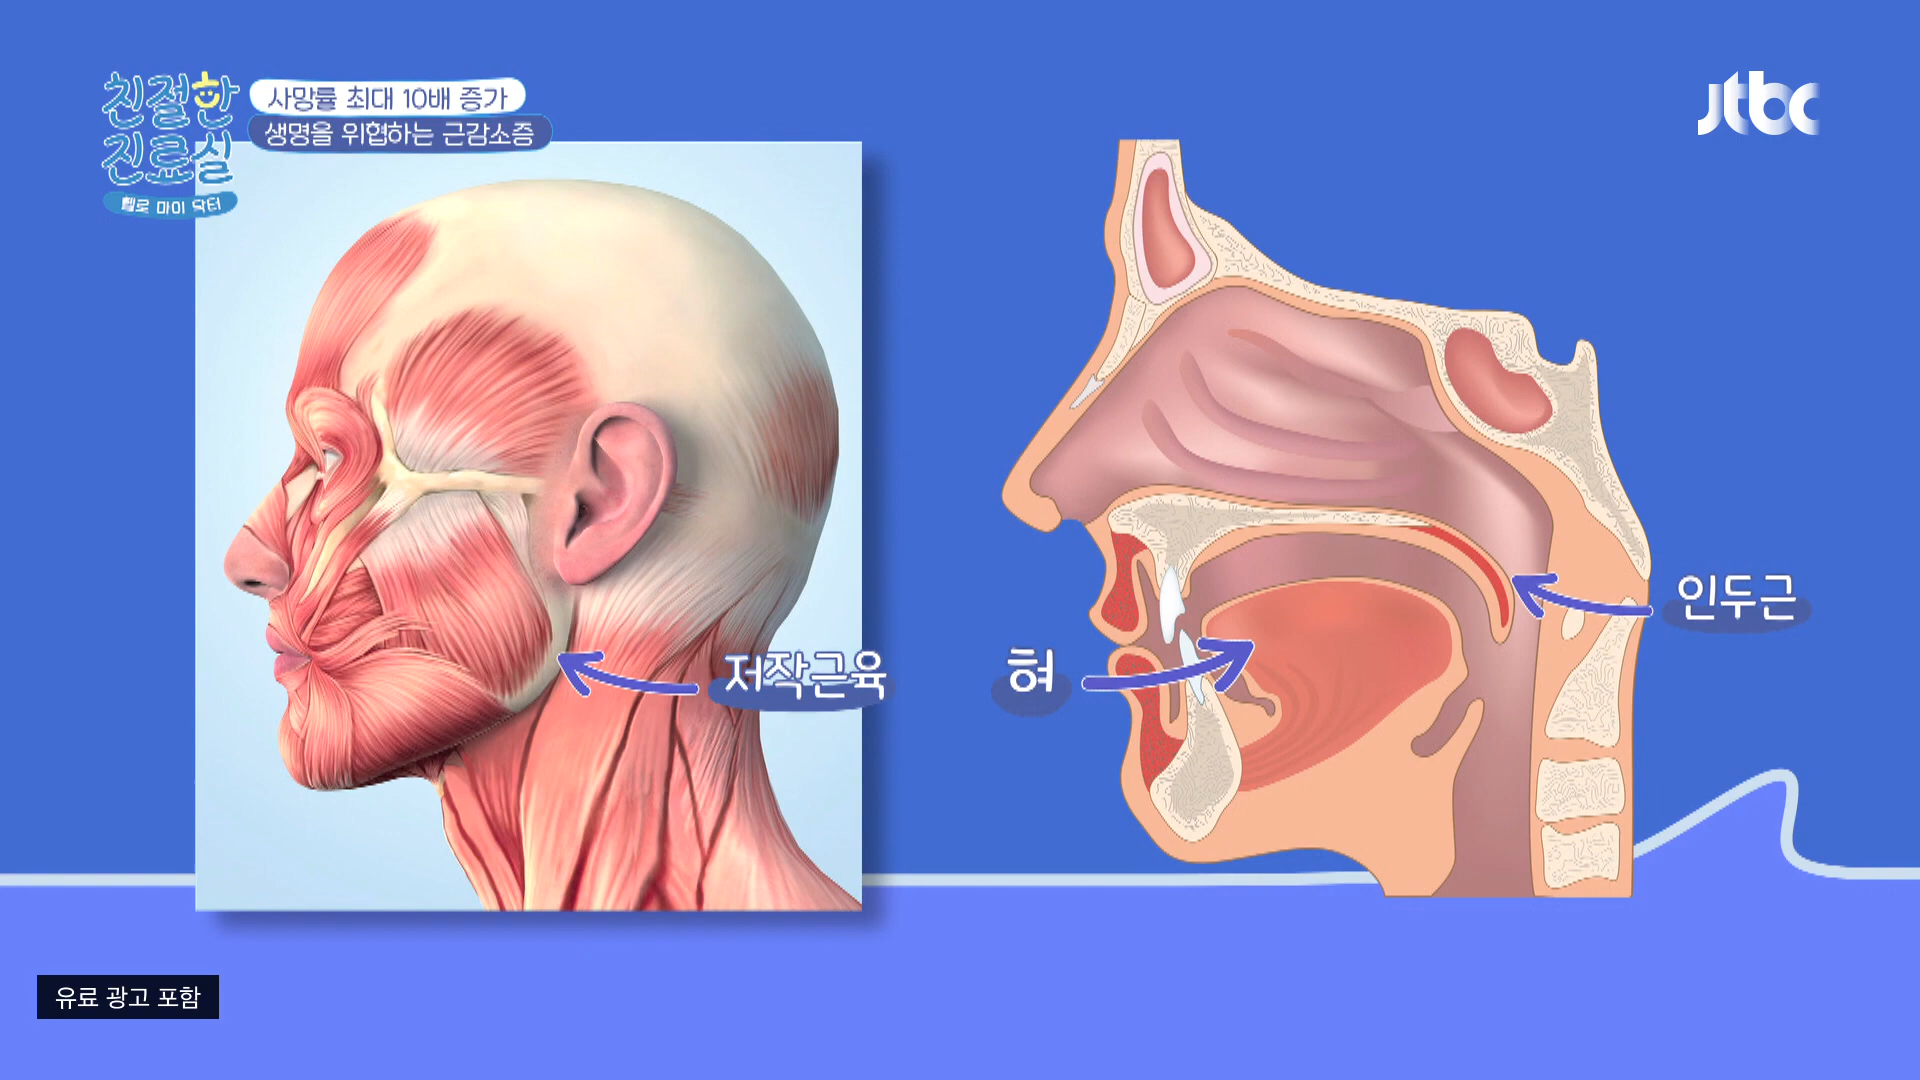 친절한
진료실
헬로 마이 닥터
사망률 최대 10배 증가
생명을 위협하는 근감소증
jtbc
저작근육
혀
인두근
유료 광고 포함